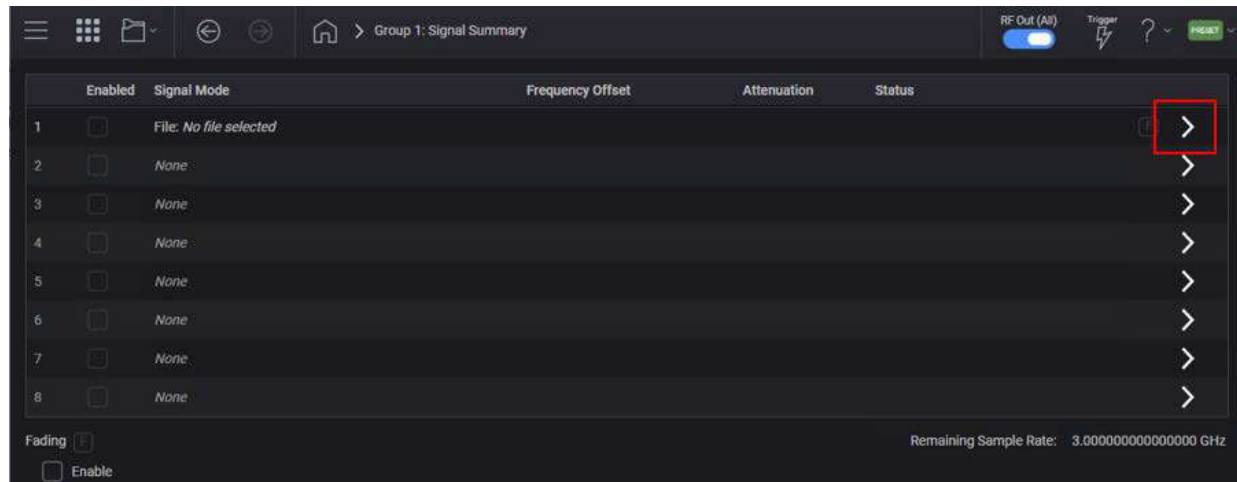 Group 1: Signal Summary
RF Out (All)
Trigger
PRESET
Enabled Signal Mode Frequency Offset Attenuation Status
1 File: No file selected F
2 None
3 None
4 None
5 None
6 None
7 None
8 None
Fading F Remaining Sample Rate: 3.000000000000000 GHz
Enable